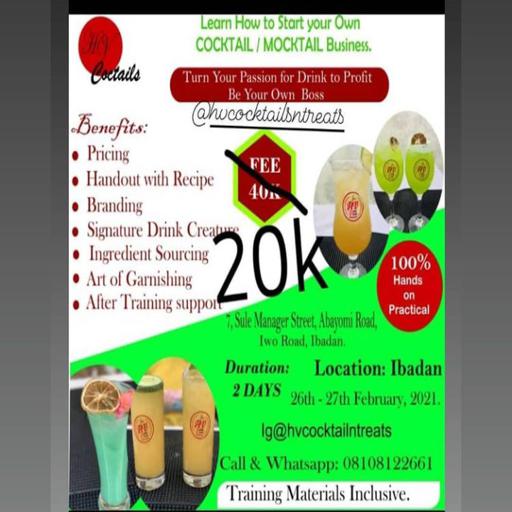 HV
Coctails
Learn How to Start your Own
COCKTAIL / MOCKTAIL Business.
Turn Your Passion for Drink to Profit
Be Your Own Boss
@hvcocktailsntreats
Benefits:
• Pricing
• Handout with Recipe
• Branding
• Signature Drink Creature
• Ingredient Sourcing
• Art of Garnishing
• After Training support
FEE
40K
20k
100%
Hands
on
Practical
7, Sule Manager Street, Abayomi Road,
Iwo Road, Ibadan.
Duration:
2 DAYS
Location: Ibadan
26th - 27th February, 2021.
Ig@hvcocktailntreats
Call & Whatsapp: 08108122661
Training Materials Inclusive.